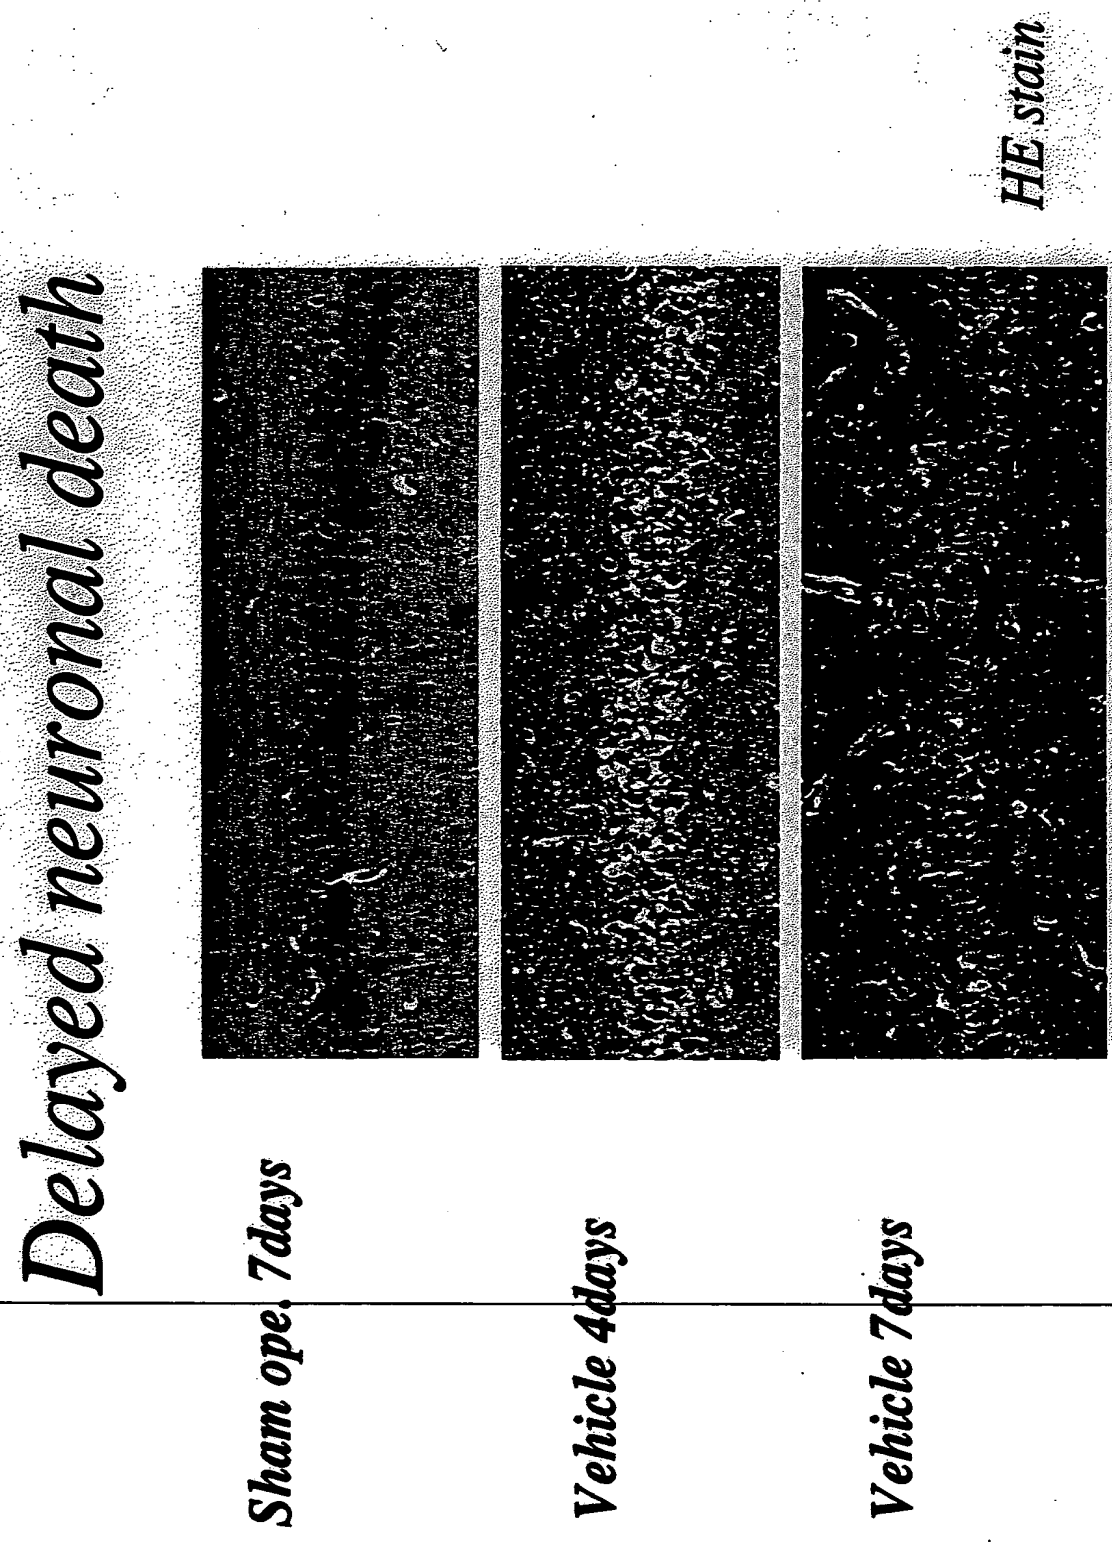 Delayed neuronal death
Sham ope. 7days
Vehicle 4days
Vehicle 7days
HE stain